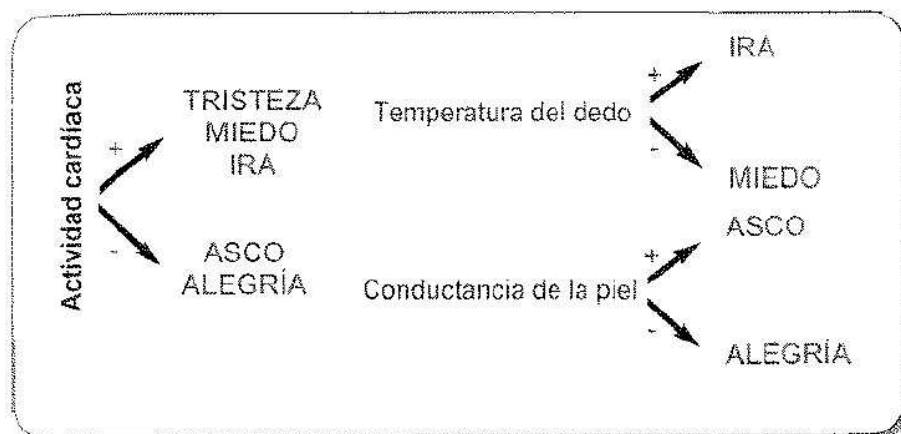 Actividad cardíaca
+
TRISTEZA
MIEDO
IRA
-
ASCO
ALEGRÍA
Temperatura del dedo
+
IRA
-
MIEDO
Conductancia de la piel
+
ASCO
-
ALEGRÍA